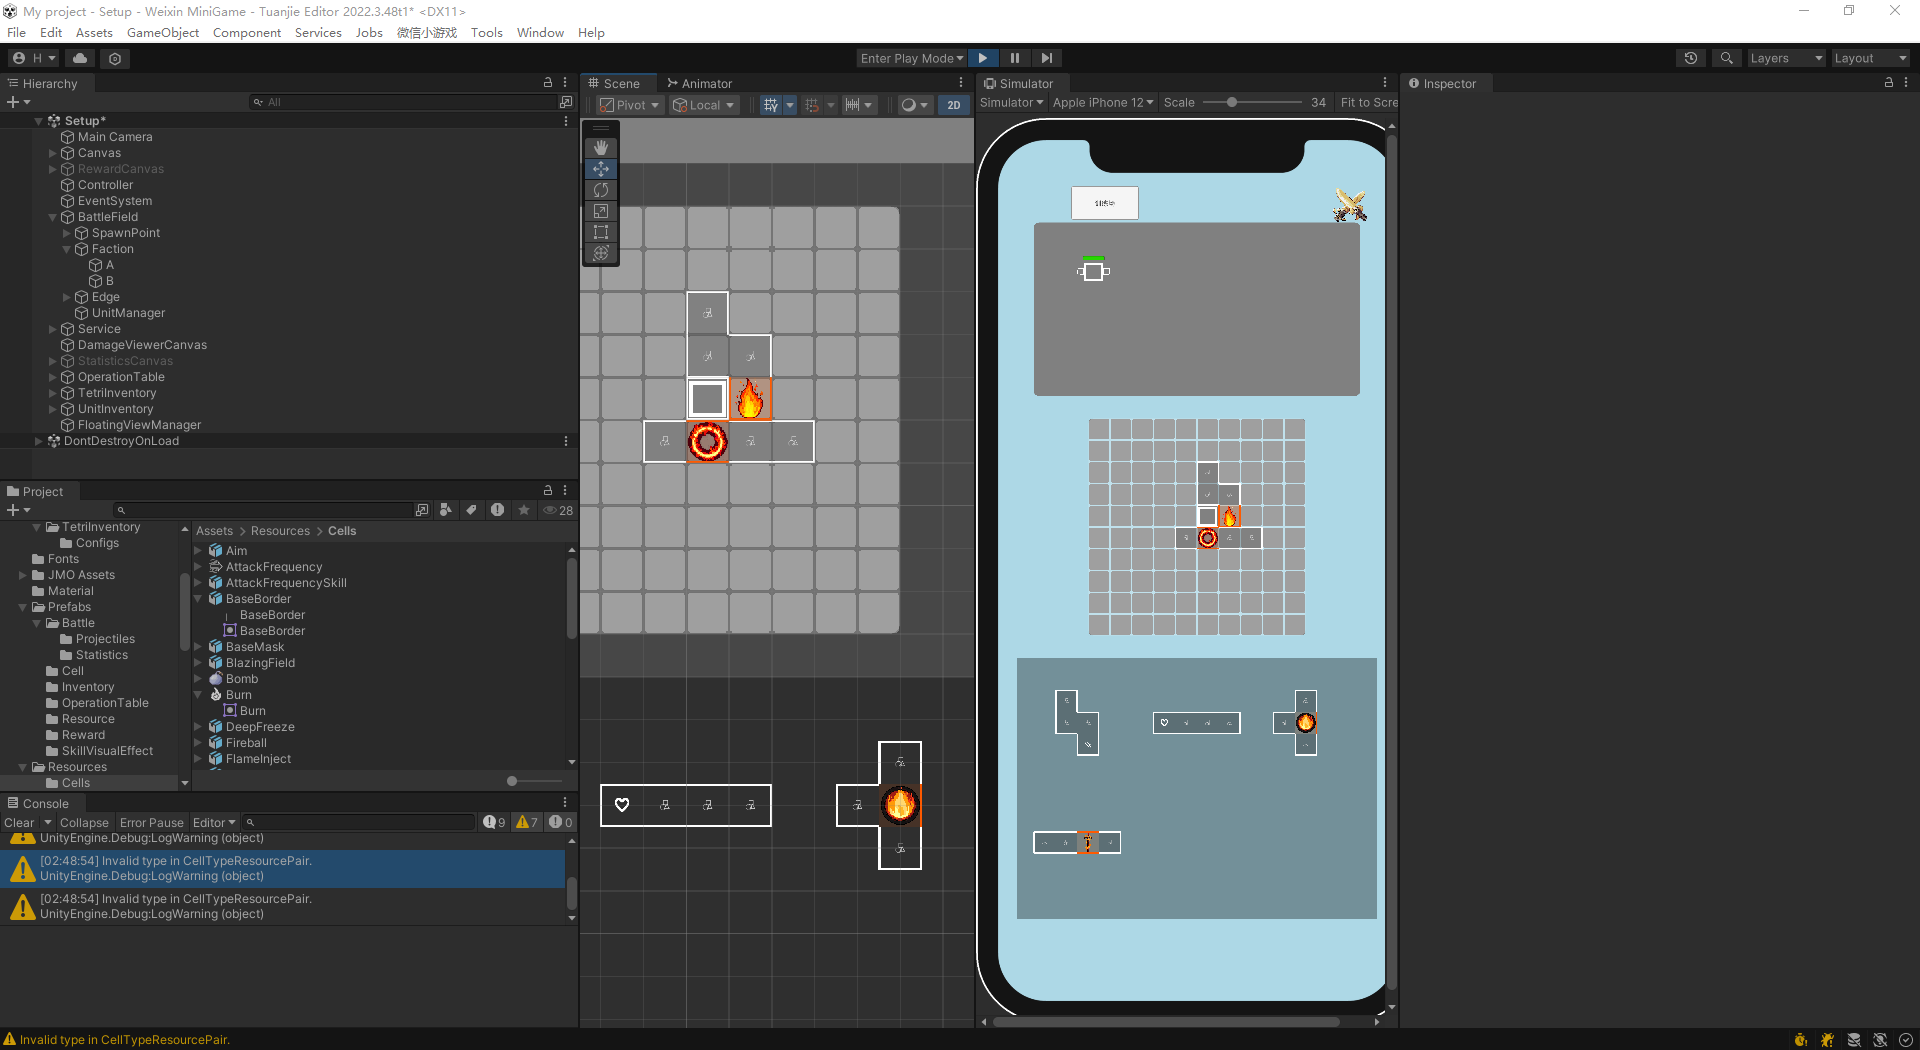 My project - Setup - Weixin MiniGame - Tuanjie Editor 2022.3.48t1* <DX11>
File Edit Assets GameObject Component Services Jobs 微信小游戏 Tools Window Help
H Enter Play Mode Layers Layout
Hierarchy
All
Setup*
Main Camera
Canvas
RewardCanvas
Controller
EventSystem
BattleField
SpawnPoint
Faction
A
B
Edge
UnitManager
Service
DamageViewerCanvas
StatisticsCanvas
OperationTable
TetriInventory
UnitInventory
FloatingViewManager
DontDestroyOnLoad
Scene Animator
Pivot Local 2D
Simulator
Simulator Apple iPhone 12 Scale 34 Fit to Scre
Inspector
Project
28
TetriInventory
Configs
Fonts
JMO Assets
Material
Prefabs
Battle
Projectiles
Statistics
Cell
Inventory
OperationTable
Resource
Reward
SkillVisualEffect
Resources
Cells
Assets > Resources > Cells
Aim
AttackFrequency
AttackFrequencySkill
BaseBorder
BaseBorder
BaseBorder
BaseMask
BlazingField
Bomb
Burn
Burn
DeepFreeze
Fireball
FlameInject
Console
Clear Collapse Error Pause Editor 9 7 0
UnityEngine.Debug:LogWarning (object)
[02:48:54] Invalid type in CellTypeResourcePair.
UnityEngine.Debug:LogWarning (object)
[02:48:54] Invalid type in CellTypeResourcePair.
UnityEngine.Debug:LogWarning (object)
Invalid type in CellTypeResourcePair.